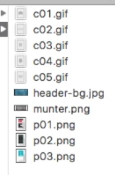 c01.gif
c02.gif
c03.gif
c04.gif
c05.gif
header-bg.jpg
munter.png
p01.png
p02.png
p03.png